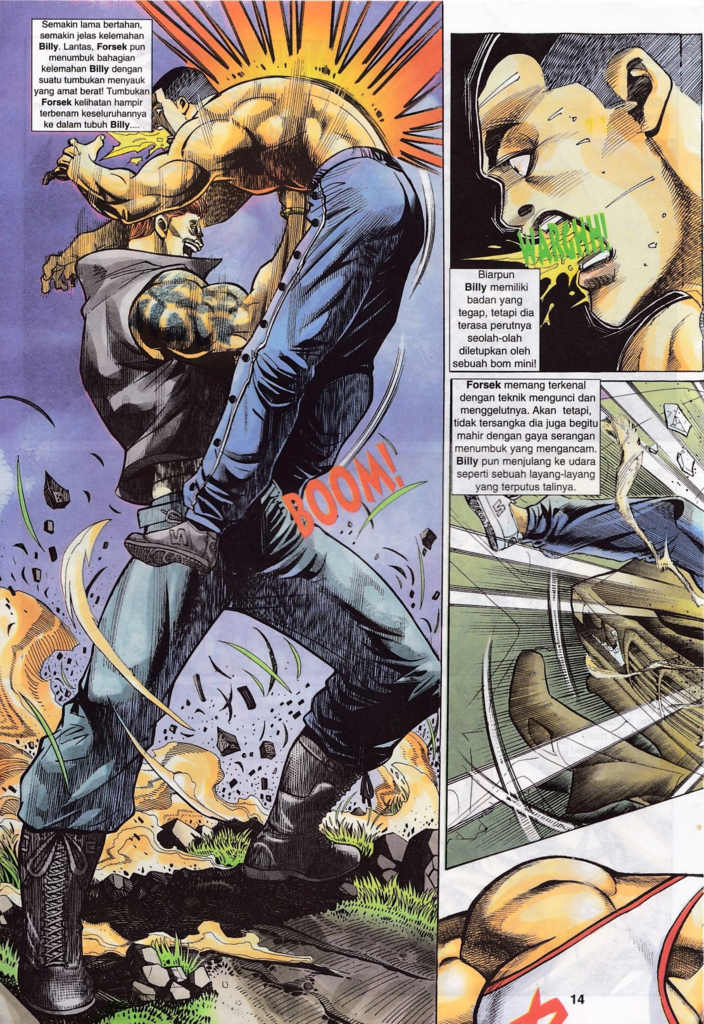 Semakin lama bertahan,
semakin jelas kelemahan
Billy. Lantas, Forsek pun
menumbuk bahagian
kelemahan Billy dengan
suatu tumbukan menyauk
yang amat berat! Tumbukan
Forsek kelihatan hampir
terbenam keseluruhannya
ke dalam tubuh Billy....
BOOM!
WARGHH!
Biarpun
Billy memiliki
badan yang
tegap, tetapi dia
terasa perutnya
seolah-olah
diletupkan oleh
sebuah bom mini!
Forsek memang terkenal
dengan teknik mengunci dan
menggelutnya. Akan tetapi,
tidak tersangka dia juga begitu
mahir dengan gaya serangan
menumbuk yang mengancam.
Billy pun menjulang ke udara
seperti sebuah layang-layang
yang terputus talinya.
14